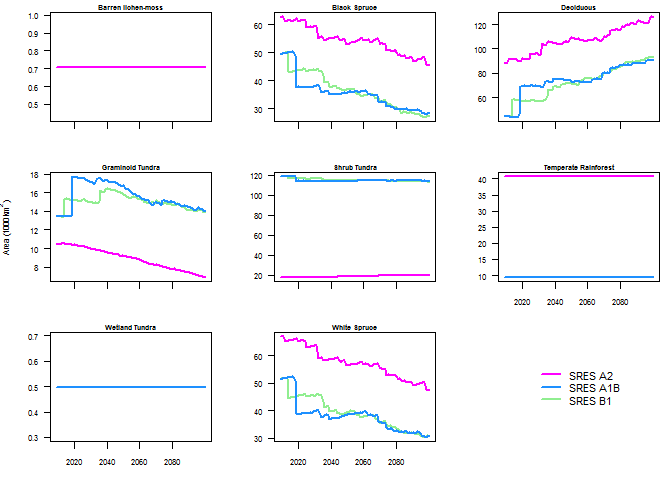 Barren lichen-moss
Black Spruce
Deciduous
1.0
0.9
0.8
0.7
0.6
0.5
60
50
40
30
120
100
80
60
Graminoid Tundra
Shrub Tundra
Temperate Rainforest
18
16
14
12
10
8
120
100
80
60
40
20
40
35
30
25
20
15
10
2020 2040 2060 2080
Area (1000 km²)
Wetland Tundra
White Spruce
0.7
0.6
0.5
0.4
0.3
60
50
40
30
2020 2040 2060 2080
2020 2040 2060 2080
SRES A2
SRES A1B
SRES B1